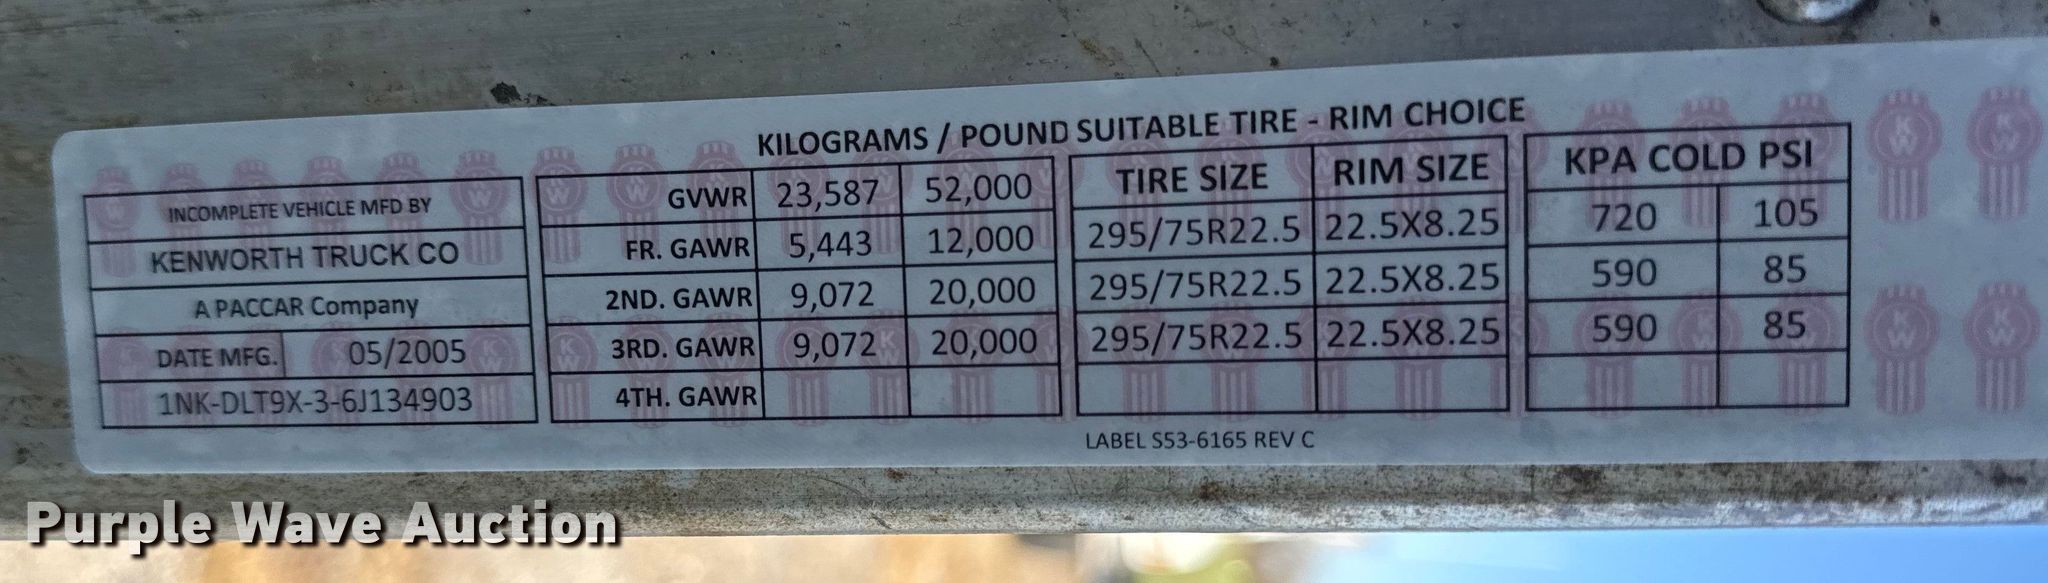 KILOGRAMS / POUND SUITABLE TIRE - RIM CHOICE
INCOMPLETE VEHICLE MFD BY
KENWORTH TRUCK CO
A PACCAR Company
DATE MFG. 05/2005
1NK-DLT9X-3-6J134903
GVWR 23,587 52,000
FR. GAWR 5,443 12,000
2ND. GAWR 9,072 20,000
3RD. GAWR 9,072 20,000
4TH. GAWR
TIRE SIZE RIM SIZE
295/75R22.5 22.5X8.25
295/75R22.5 22.5X8.25
295/75R22.5 22.5X8.25
KPA COLD PSI
720 105
590 85
590 85
LABEL S53-6165 REV C
Purple Wave Auction